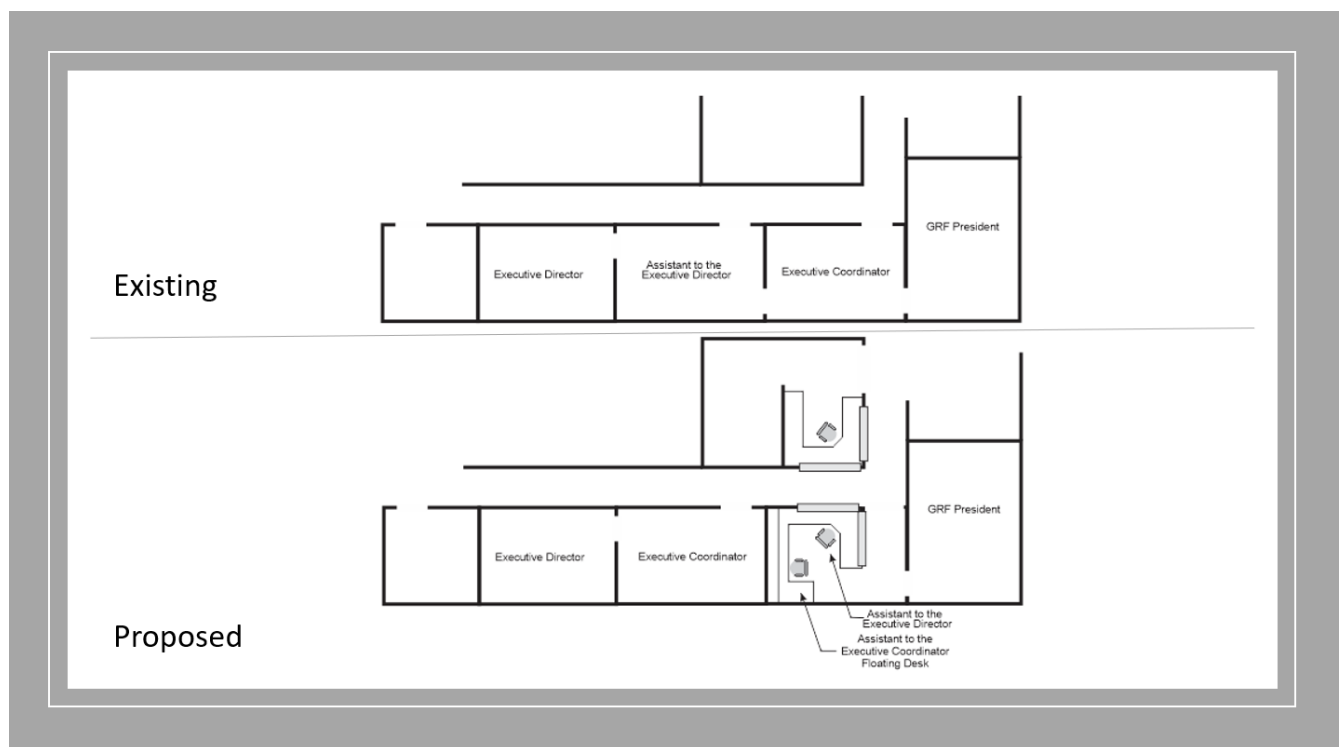 Existing
Executive Director
Assistant to the
Executive Director
Executive Coordinator
GRF President
Proposed
Executive Director
Executive Coordinator
GRF President
Assistant to the
Executive Director
Assistant to the
Executive Coordinator
Floating Desk